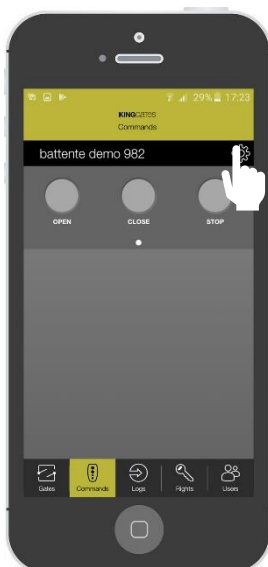 29% 17:23
KINGgates
Commands
battente demo 982
OPEN CLOSE STOP
Gates Commands Logs Rights Users